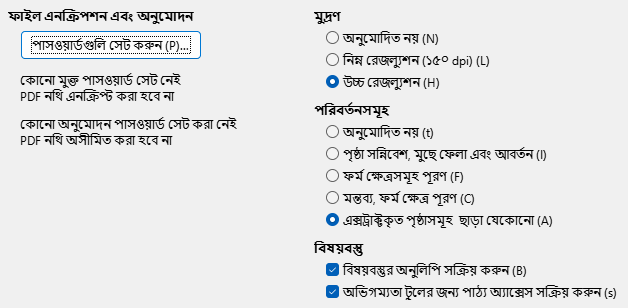 ফাইল এনক্রিপশন এবং অনুমোদন
পাসওয়ার্ডগুলি সেট করুন (P)...
কোনো মুক্ত পাসওয়ার্ড সেট নেই
PDF নথি এনক্রিপ্ট করা হবে না
কোনো অনুমোদন পাসওয়ার্ড সেট করা নেই
PDF নথি অসীমিত করা হবে না
মুদ্রণ
অনুমোদিত নয় (N)
নিম্ন রেজল্যুশন (১৫০ dpi) (L)
উচ্চ রেজল্যুশন (H)
পরিবর্তনসমূহ
অনুমোদিত নয় (t)
পৃষ্ঠা সন্নিবেশ, মুছে ফেলা এবং আবর্তন (I)
ফর্ম ক্ষেত্রসমূহ পূরণ (F)
মন্তব্য, ফর্ম ক্ষেত্র পূরণ (C)
এক্সট্রাক্টকৃত পৃষ্ঠাসমূহ ছাড়া যেকোনো (A)
বিষয়বস্তু
বিষয়বস্তুর অনুলিপি সক্রিয় করুন (B)
অভিগম্যতা টুলের জন্য পাঠ্য অ্যাক্সেস সক্রিয় করুন (s)